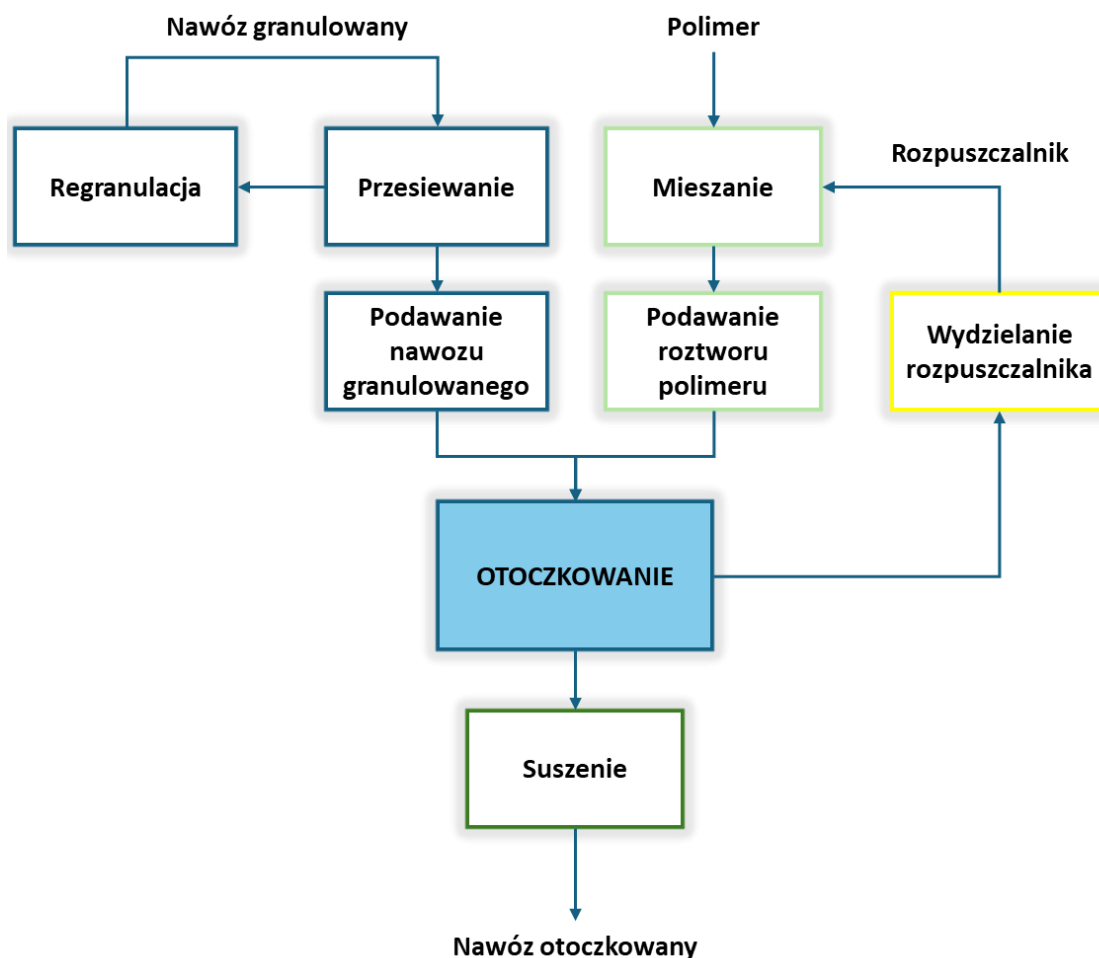 Nawóz granulowany
Polimer
Regranulacja
Przesiewanie
Mieszanie
Rozpuszczalnik
Podawanie
nawozu
granulowanego
Podawanie
roztworu
polimeru
Wydzielanie
rozpuszczalnika
OTOCZKOWANIE
Suszenie
Nawóz otoczkowany